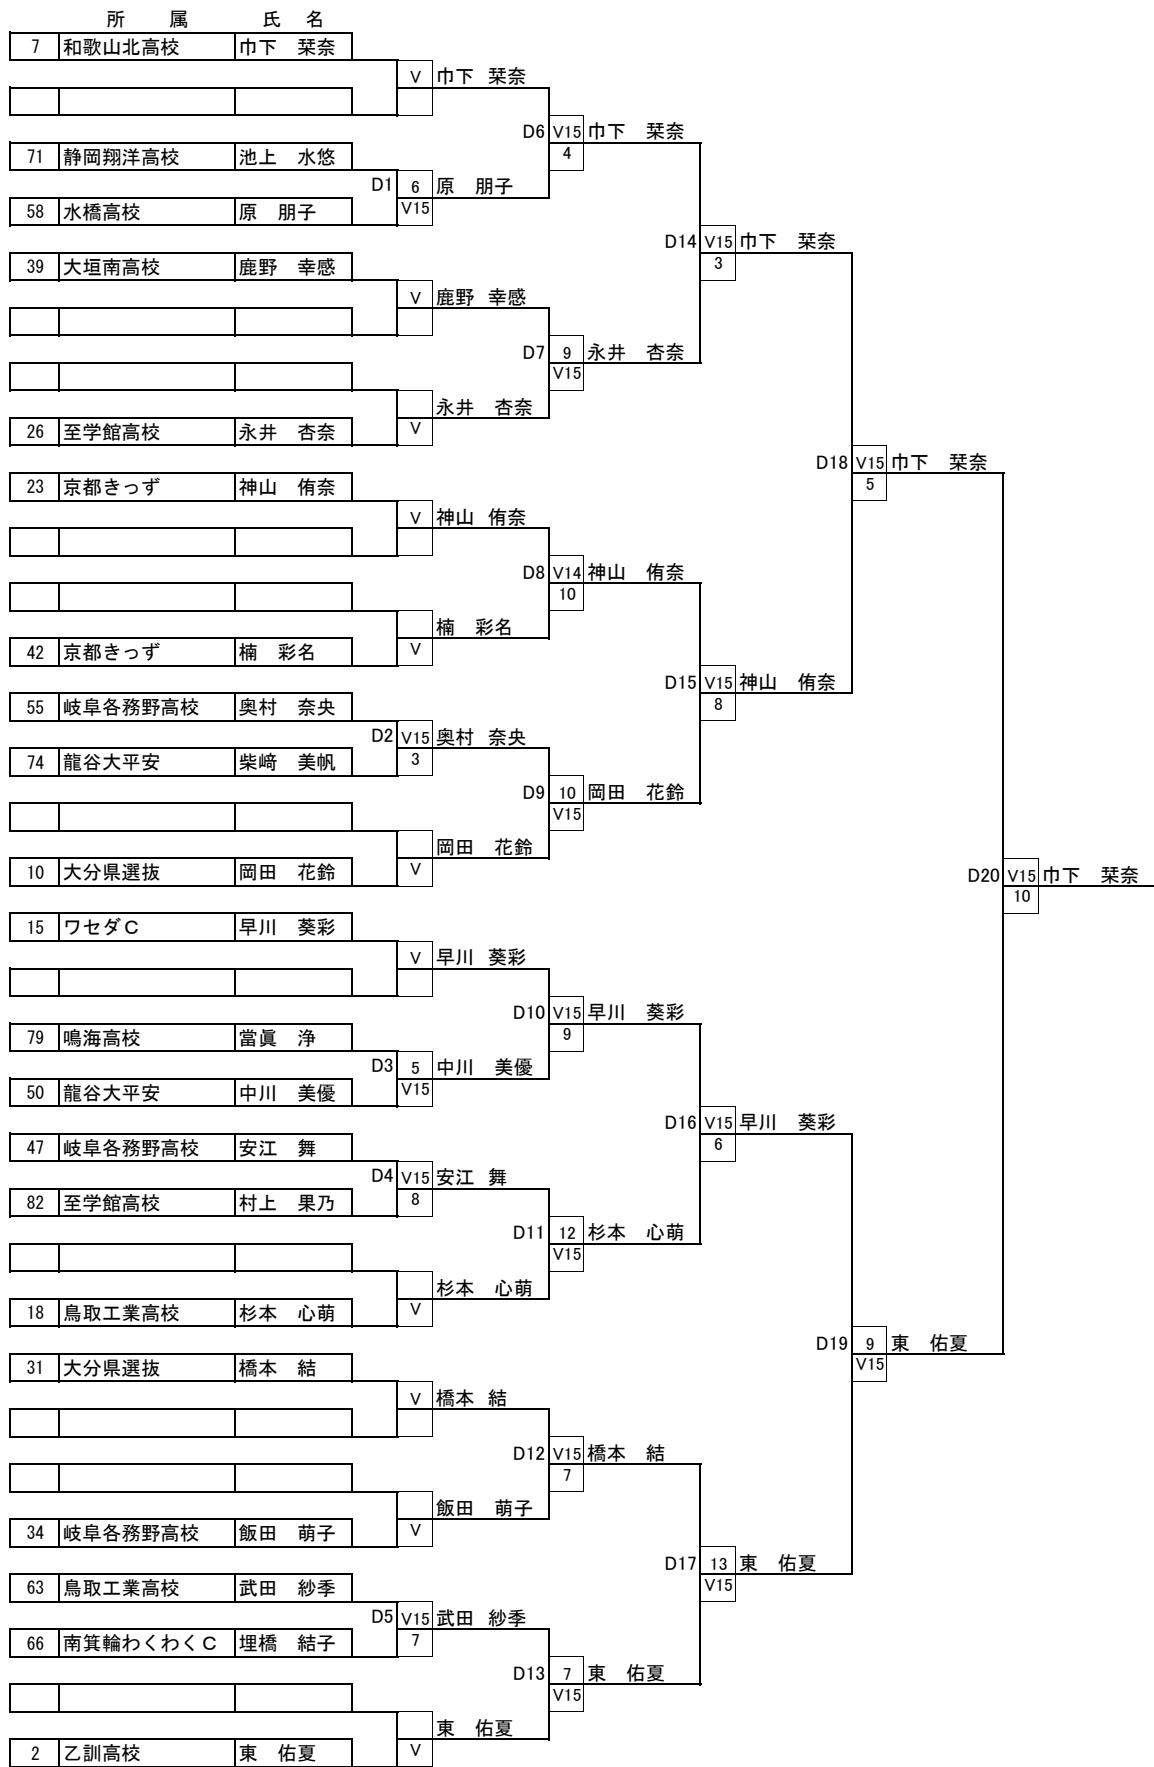 所　属　氏　名
7 和歌山北高校 巾下　栞奈
V 巾下　栞奈
D6 V15 巾下　栞奈
4
71 静岡翔洋高校 池上　水悠
D1 6 原　朋子
V15
58 水橋高校 原　朋子
D14 V15 巾下　栞奈
3
39 大垣南高校 鹿野　幸感
V 鹿野　幸感
D7 9 永井　杏奈
V15
永井　杏奈
V
26 至学館高校 永井　杏奈
D18 V15 巾下　栞奈
5
23 京都きっず 神山　侑奈
V 神山　侑奈
D8 V14 神山　侑奈
10
楠　彩名
V
42 京都きっず 楠　彩名
D15 V15 神山　侑奈
8
55 岐阜各務野高校 奥村　奈央
D2 V15 奥村　奈央
3
74 龍谷大平安 柴﨑　美帆
D9 10 岡田　花鈴
V15
岡田　花鈴
V
10 大分県選抜 岡田　花鈴
D20 V15 巾下　栞奈
10
15 ワセダＣ 早川　葵彩
V 早川　葵彩
D10 V15 早川　葵彩
9
79 鳴海高校 當眞　浄
D3 5 中川　美優
V15
50 龍谷大平安 中川　美優
D16 V15 早川　葵彩
6
47 岐阜各務野高校 安江　舞
D4 V15 安江　舞
8
82 至学館高校 村上　果乃
D11 12 杉本　心萌
V15
杉本　心萌
V
18 鳥取工業高校 杉本　心萌
D19 9 東　佑夏
V15
31 大分県選抜 橋本　結
V 橋本　結
D12 V15 橋本　結
7
飯田　萌子
V
34 岐阜各務野高校 飯田　萌子
D17 13 東　佑夏
V15
63 鳥取工業高校 武田　紗季
D5 V15 武田　紗季
7
66 南箕輪わくわくＣ 埋橋　結子
D13 7 東　佑夏
V15
東　佑夏
V
2 乙訓高校 東　佑夏